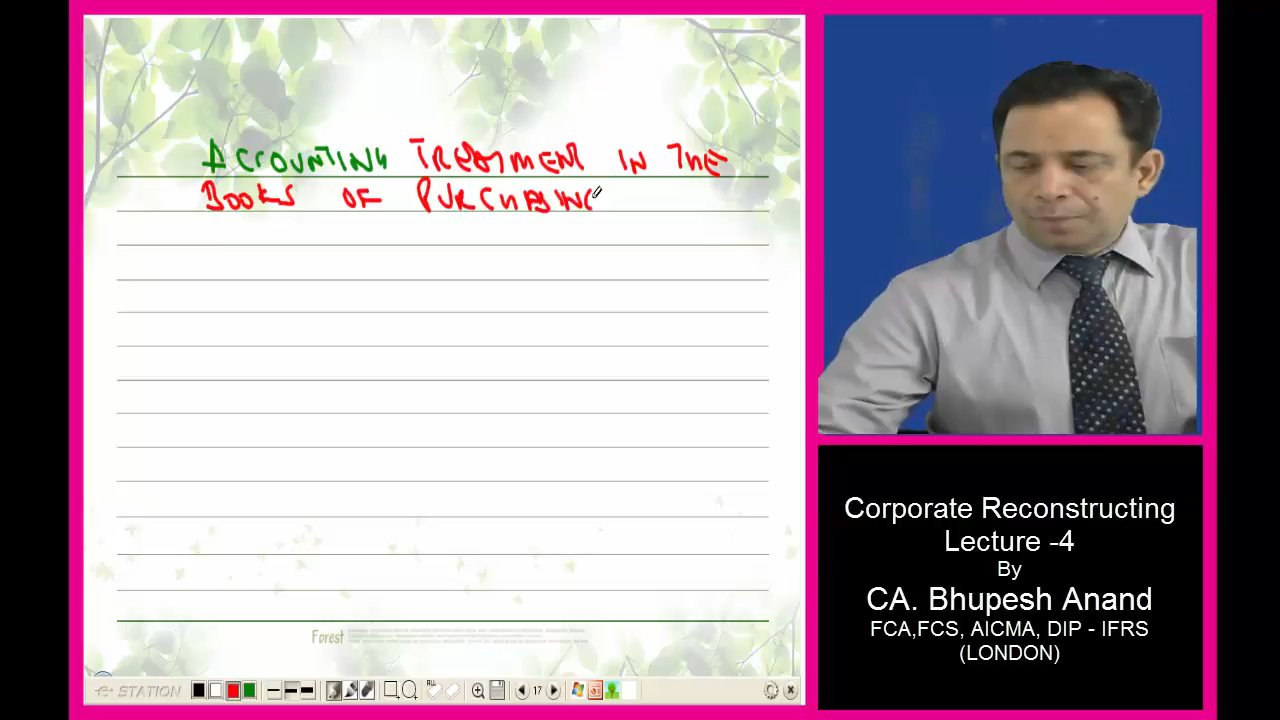 ACCOUNTING TREATMENT IN THE
BOOKS OF PURCHASING
Forest
e-STATION
17
Corporate Reconstructing
Lecture -4
By
CA. Bhupesh Anand
FCA,FCS, AICMA, DIP - IFRS
(LONDON)